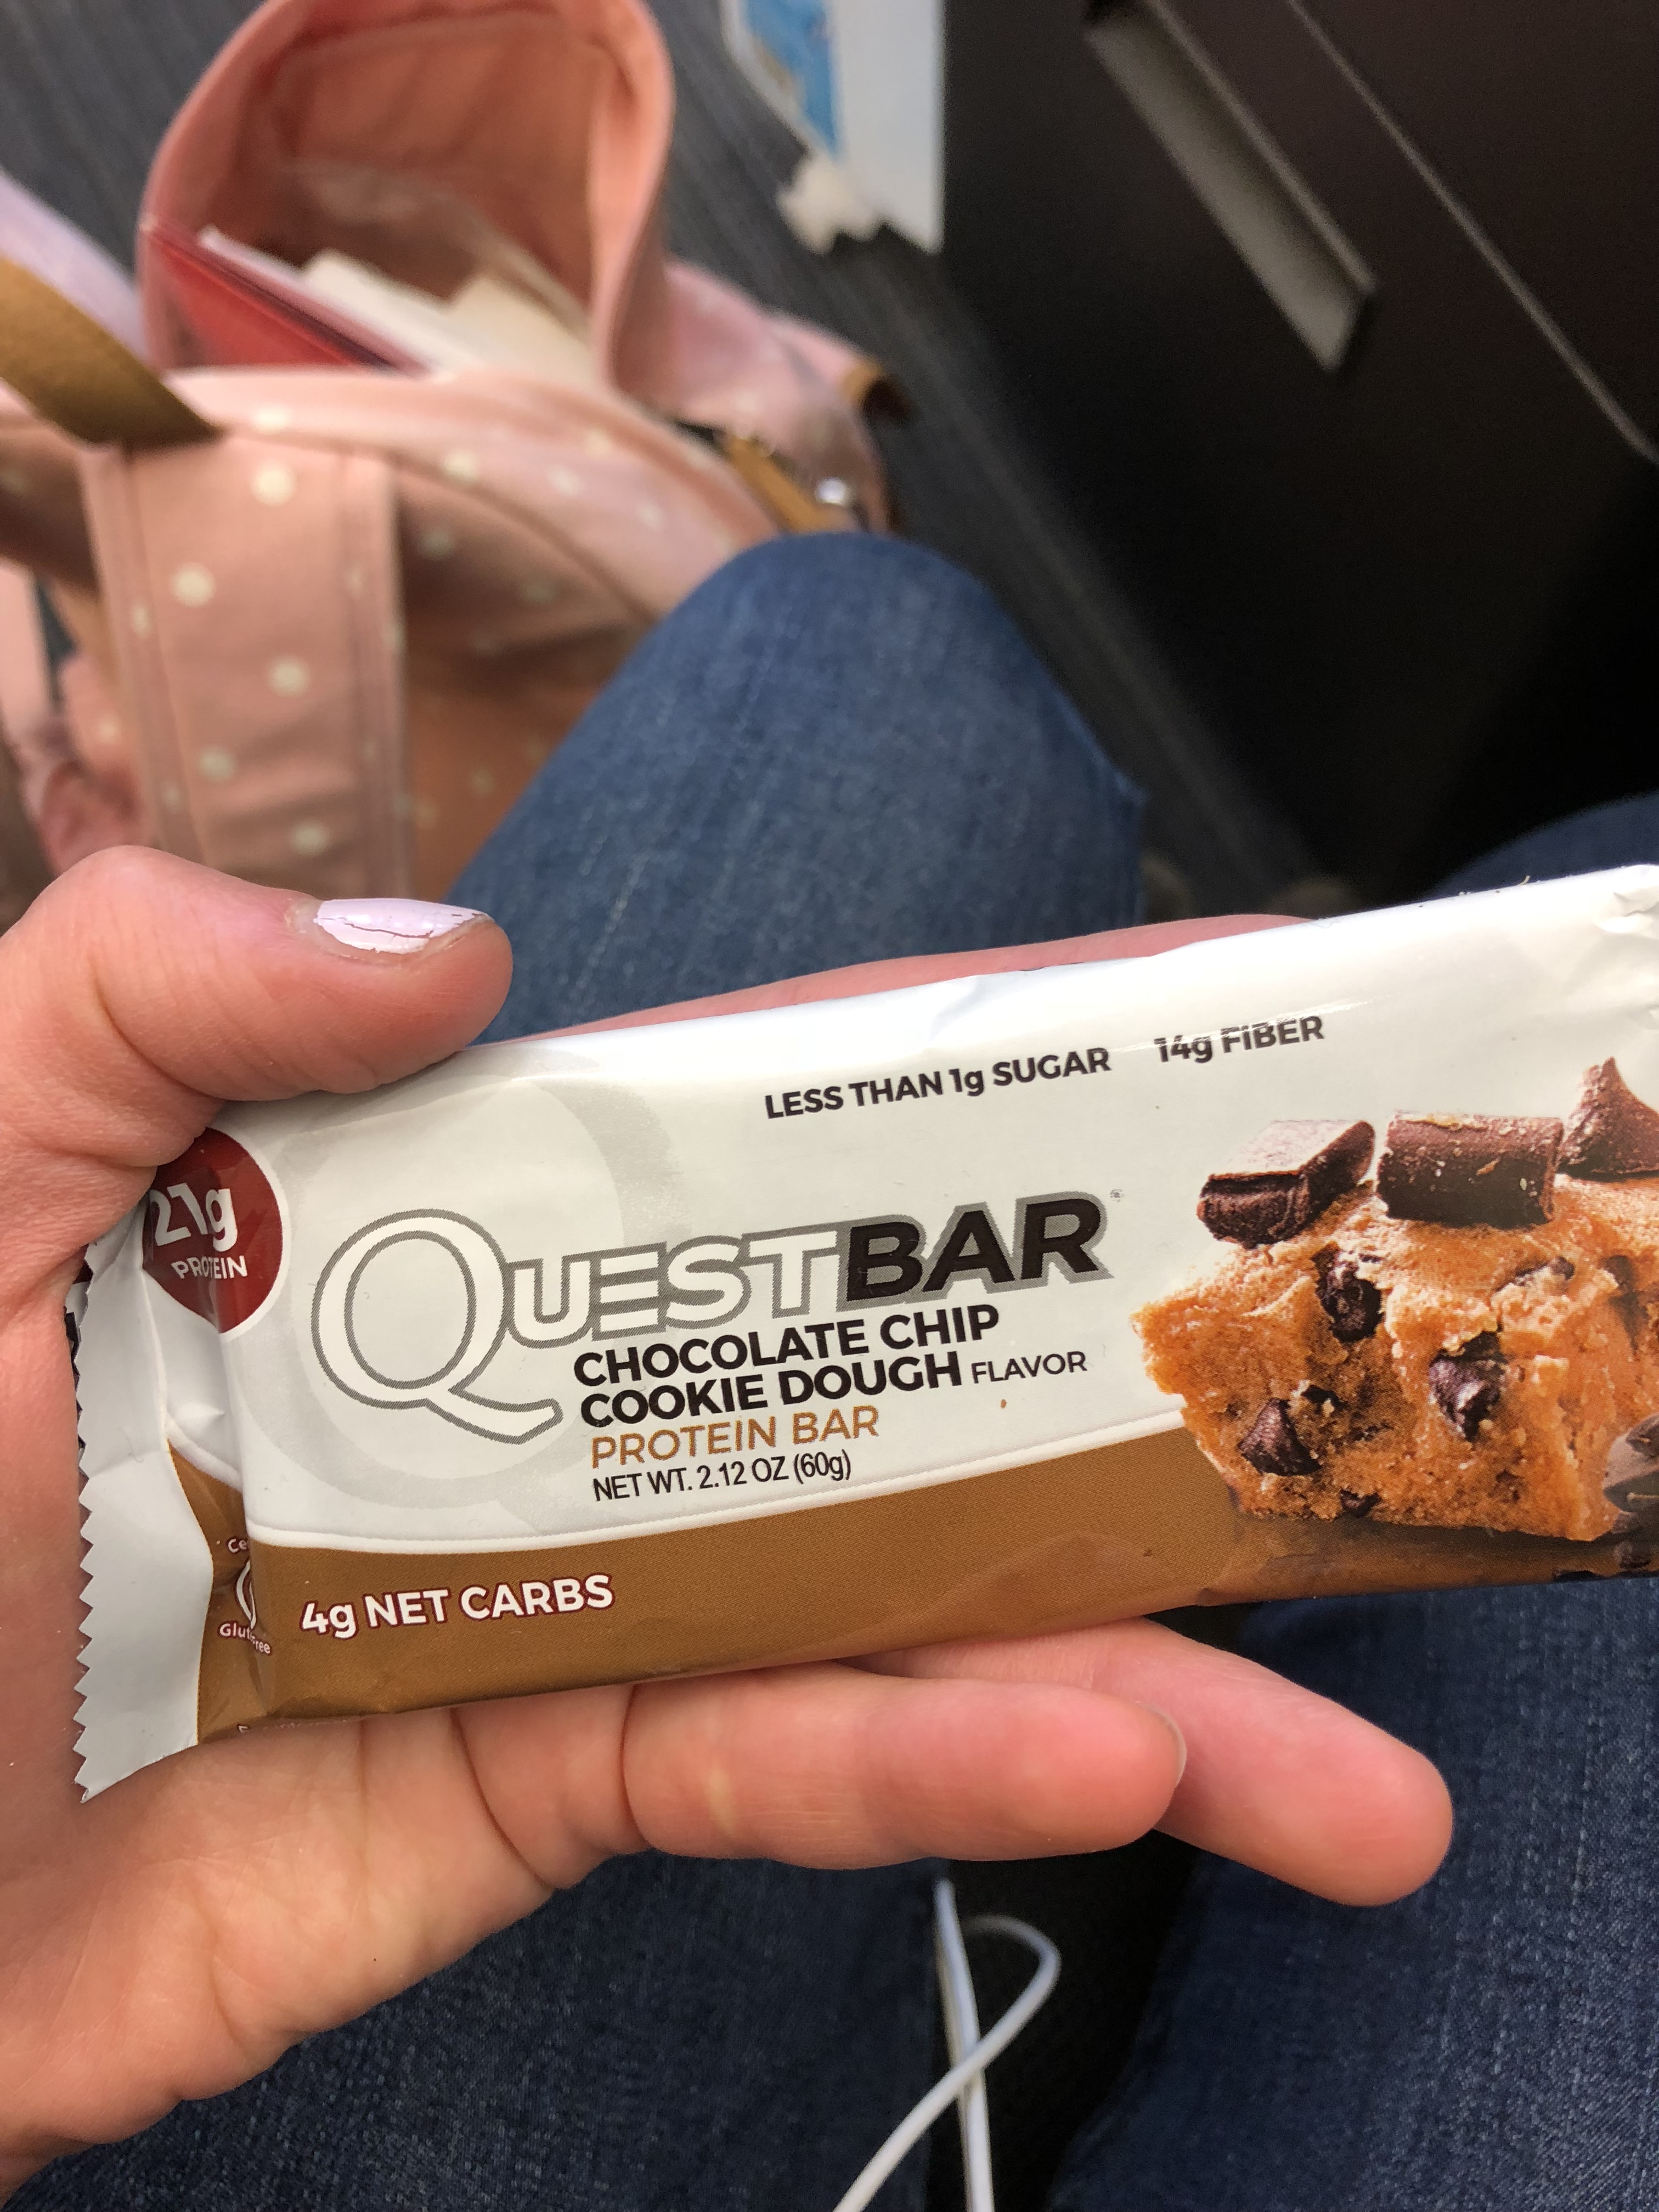 LESS THAN 1g SUGAR 14g FIBER
21g
PROTEIN
QUESTBAR
CHOCOLATE CHIP
COOKIE DOUGH FLAVOR
PROTEIN BAR
NET WT. 2.12 OZ (60g)
4g NET CARBS